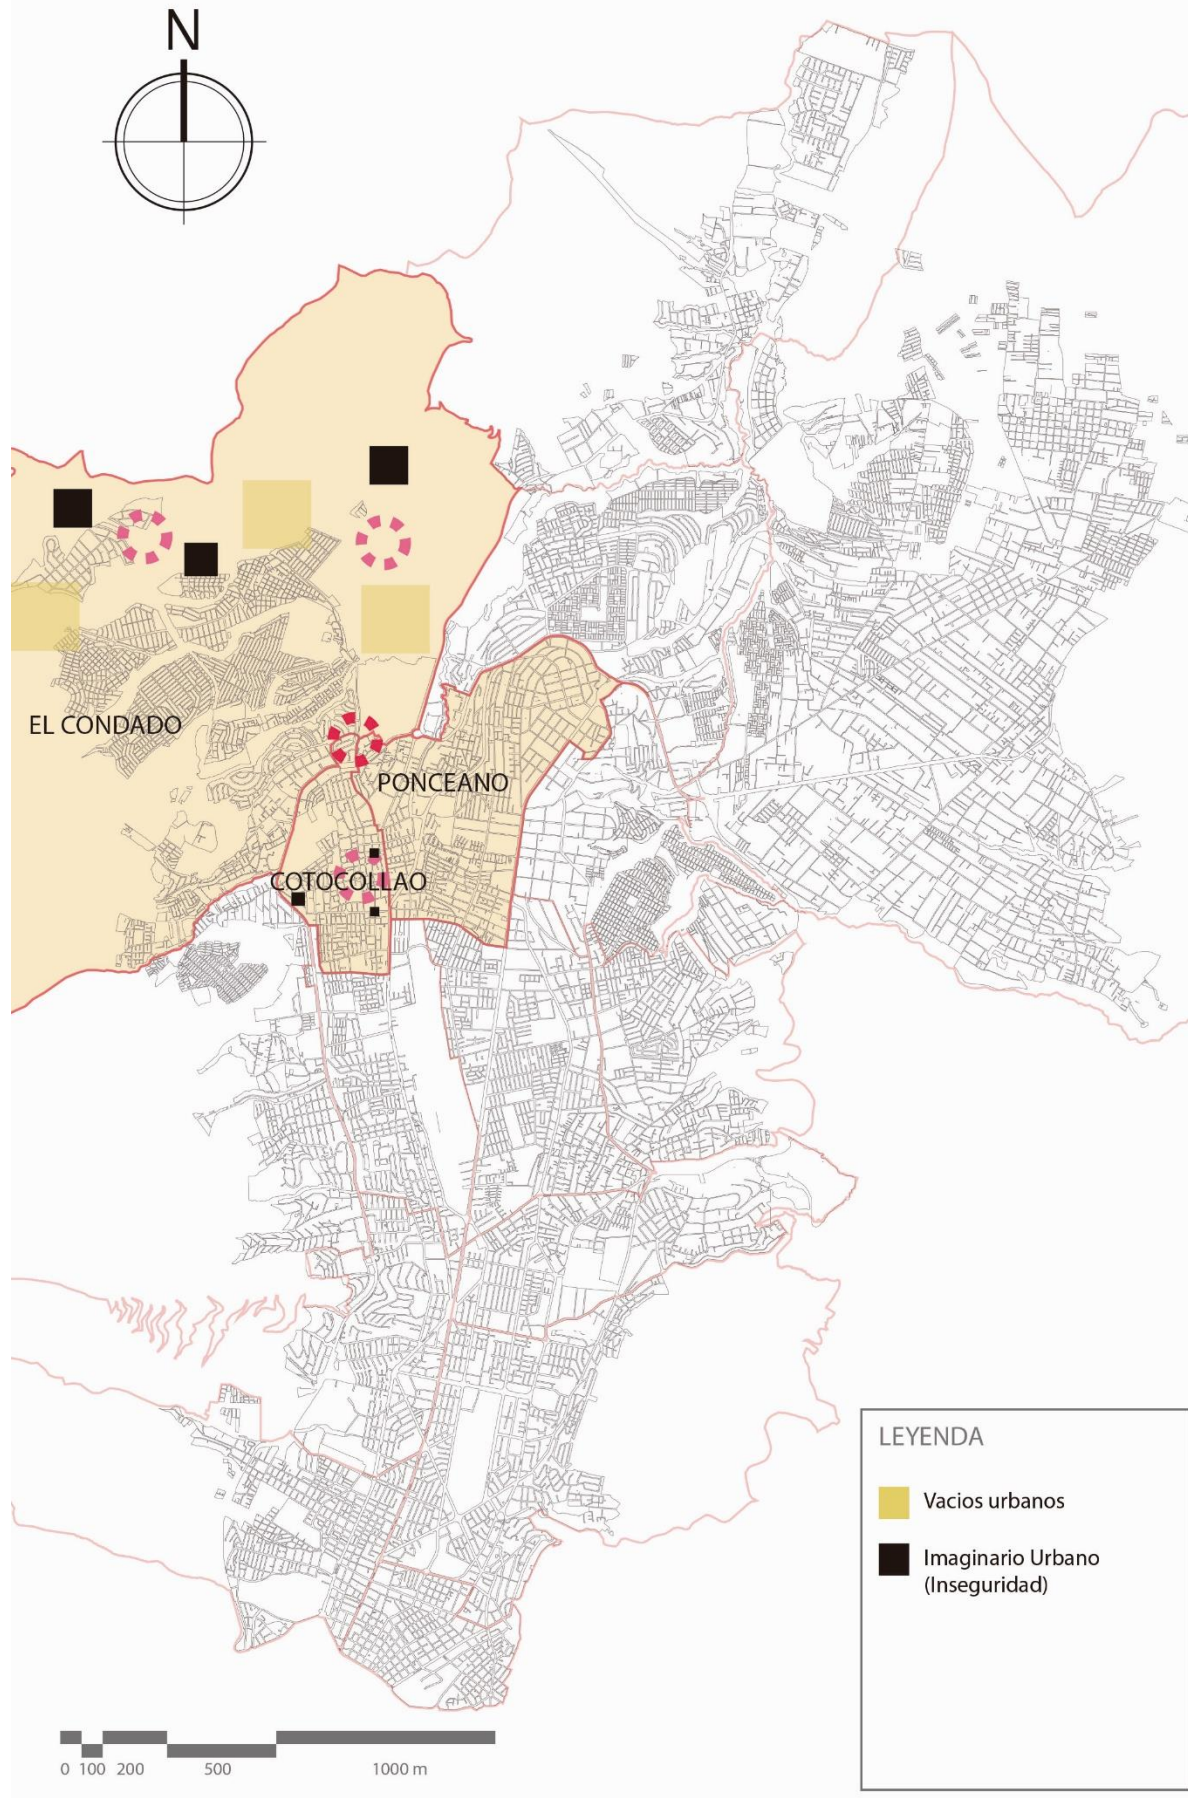 N
EL CONDADO
PONCEANO
COTOCOLLAO
LEYENDA
Vacios urbanos
Imaginario Urbano
(Inseguridad)
0 100 200 500 1000 m